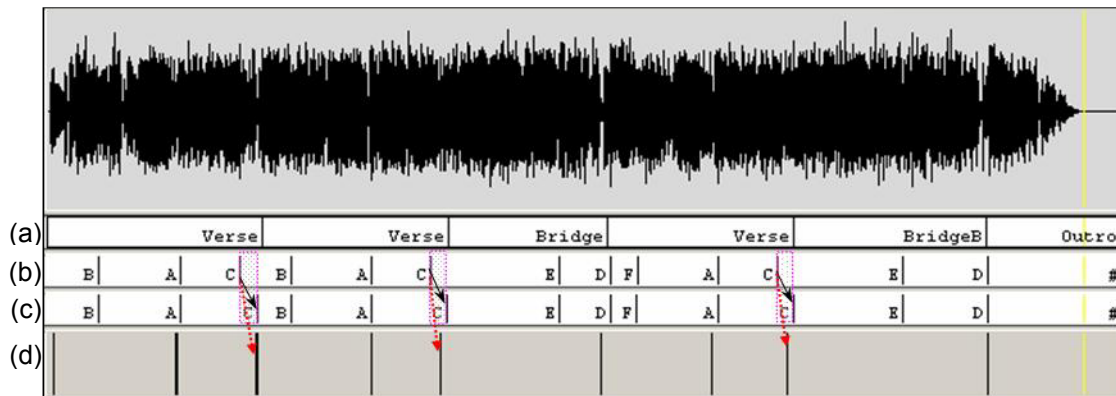 (a) Verse Verse Bridge Verse BridgeB Outro
(b) B A C B A C E D F A C E D #
(c) B A C B A C E D F A C E D #
(d)